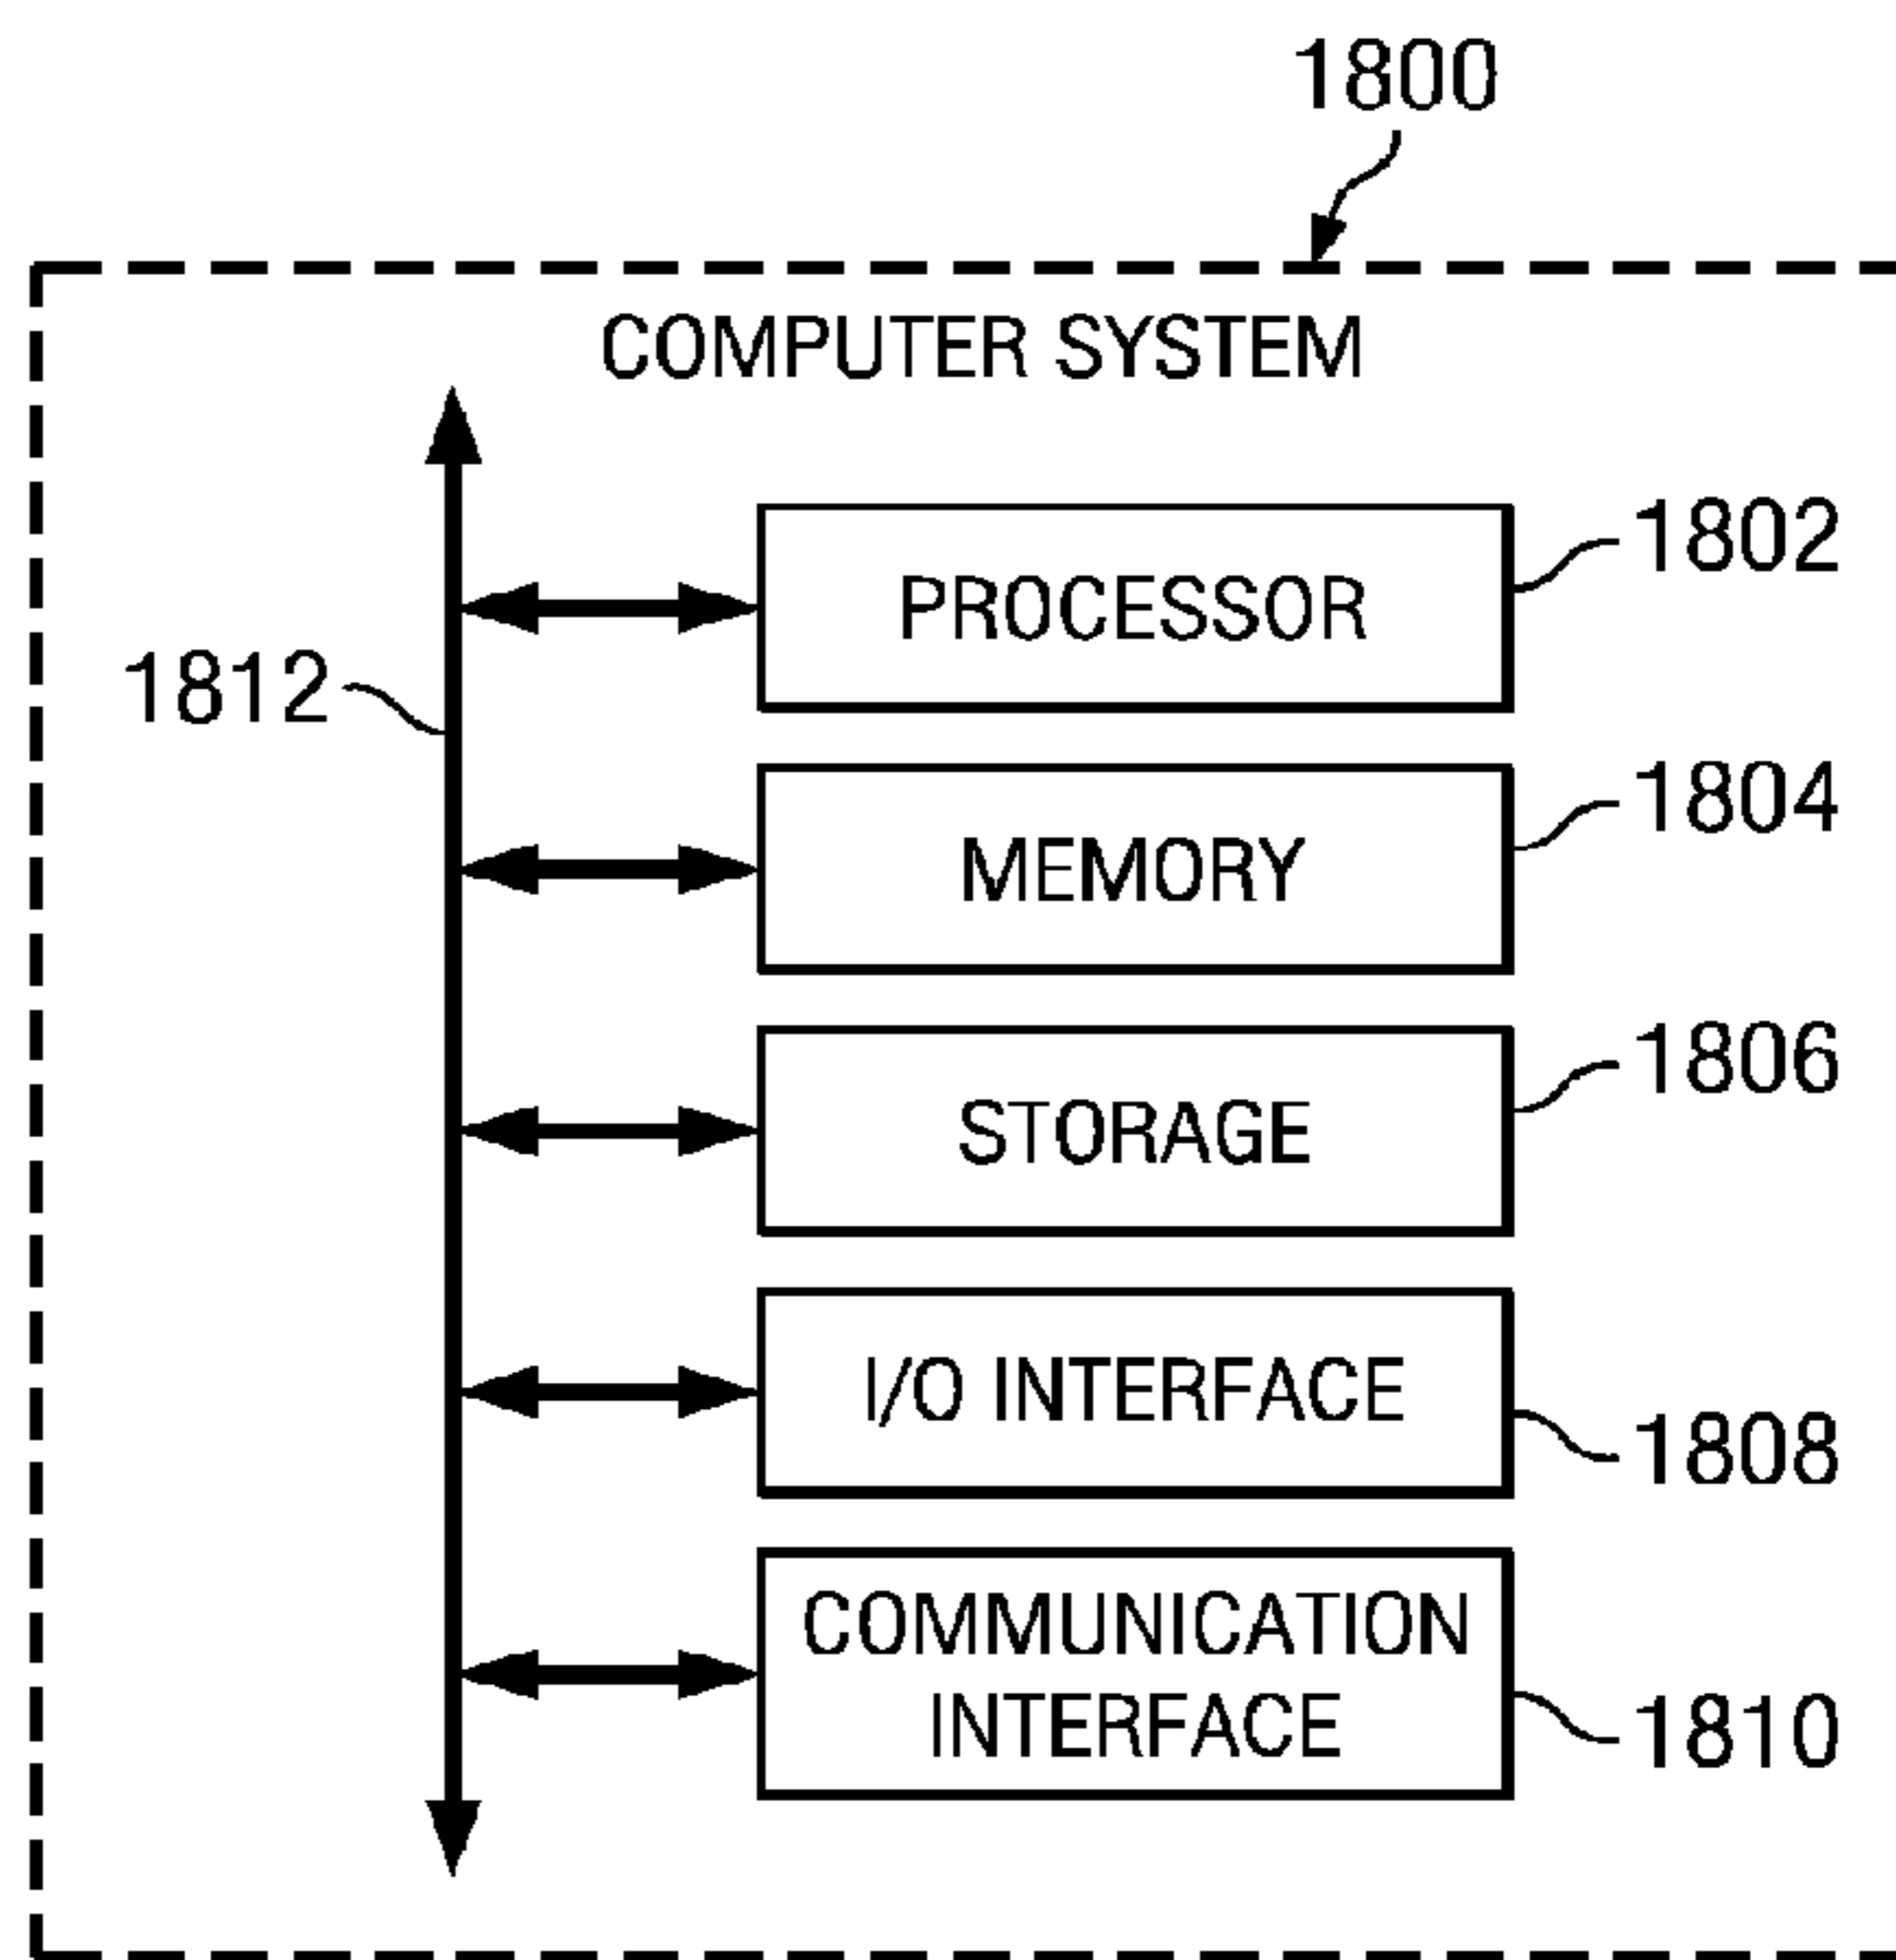 1800
COMPUTER SYSTEM
PROCESSOR
1802
1812
MEMORY
1804
STORAGE
1806
I/O INTERFACE
1808
COMMUNICATION
INTERFACE
1810